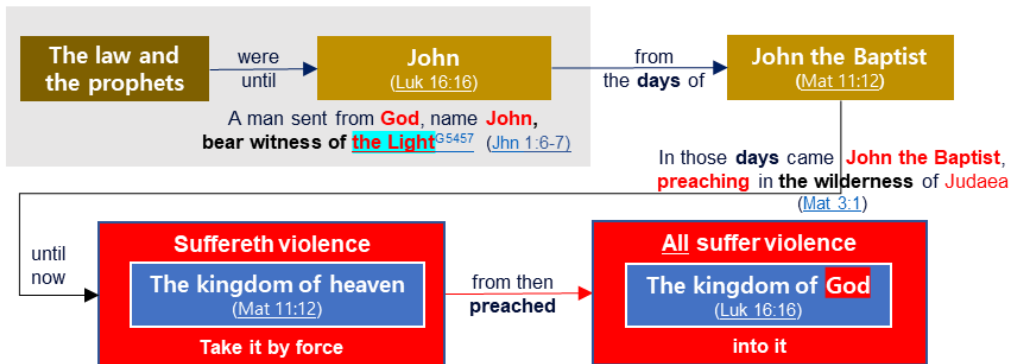 The law and
the prophets
were
until
John
(Luk 16:16)
from
the days of
John the Baptist
(Mat 11:12)
A man sent from God, name John,
bear witness of the Light G5457 (Jhn 1:6-7)
In those days came John the Baptist,
preaching in the wilderness of Judaea
(Mat 3:1)
until
now
Suffereth violence
The kingdom of heaven
(Mat 11:12)
Take it by force
from then
preached
All suffer violence
The kingdom of God
(Luk 16:16)
into it